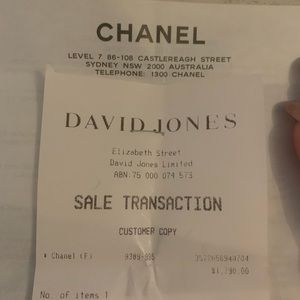 CHANEL
LEVEL 7 86-108 CASTLEREAGH STREET
SYDNEY NSW 2000 AUSTRALIA
TELEPHONE: 1300 CHANEL
DAVID JONES
Elizabeth Street
David Jones Limited
ABN:75 000 074 573
SALE TRANSACTION
CUSTOMER COPY
* Chanel (F)
$1,290.00
No. of items 1